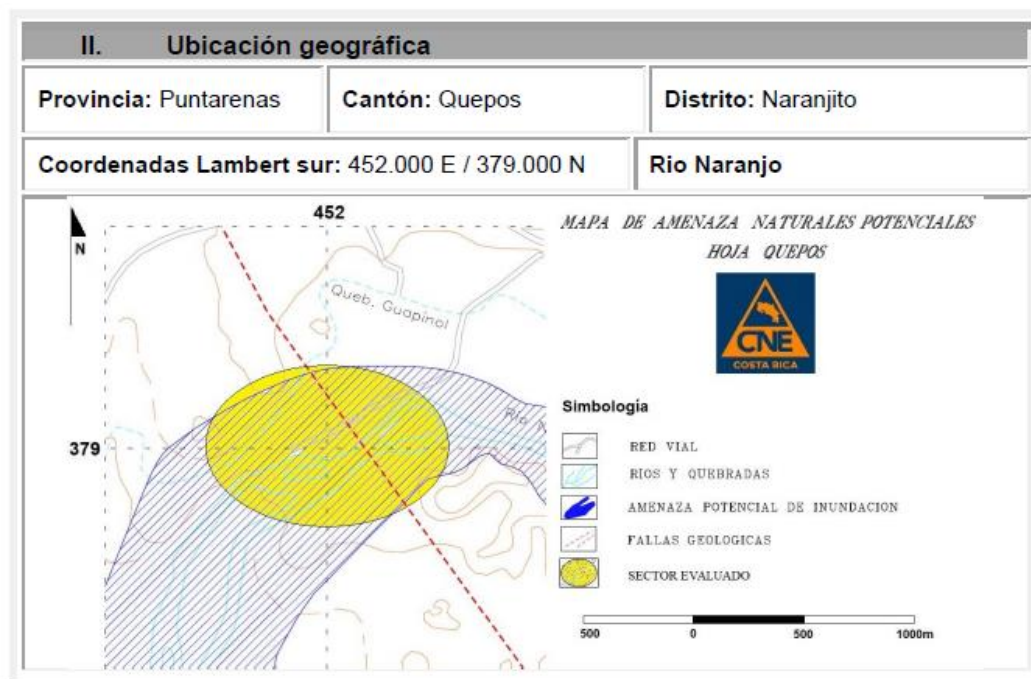 II. Ubicación geográfica
Provincia: Puntarenas
Cantón: Quepos
Distrito: Naranjito
Coordenadas Lambert sur: 452.000 E / 379.000 N
Rio Naranjo
452
MAPA DE AMENAZA NATURALES POTENCIALES
HOJA QUEPOS
N
Queb. Guapinol
CNE
COSTA RICA
Simbología
Rio N
379
RED VIAL
RIOS Y QUEBRADAS
AMENAZA POTENCIAL DE INUNDACION
FALLAS GEOLOGICAS
SECTOR EVALUADO
500 0 500 1000m